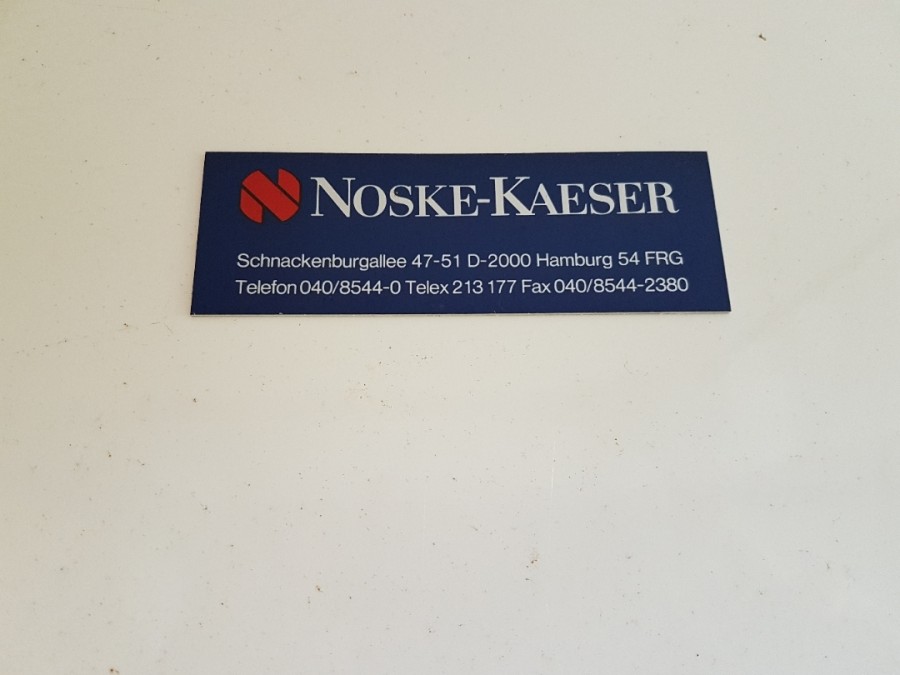 NOSKE-KAESER
Schnackenburgallee 47-51 D-2000 Hamburg 54 FRG
Telefon 040/8544-0 Telex 213 177 Fax 040/8544-2380